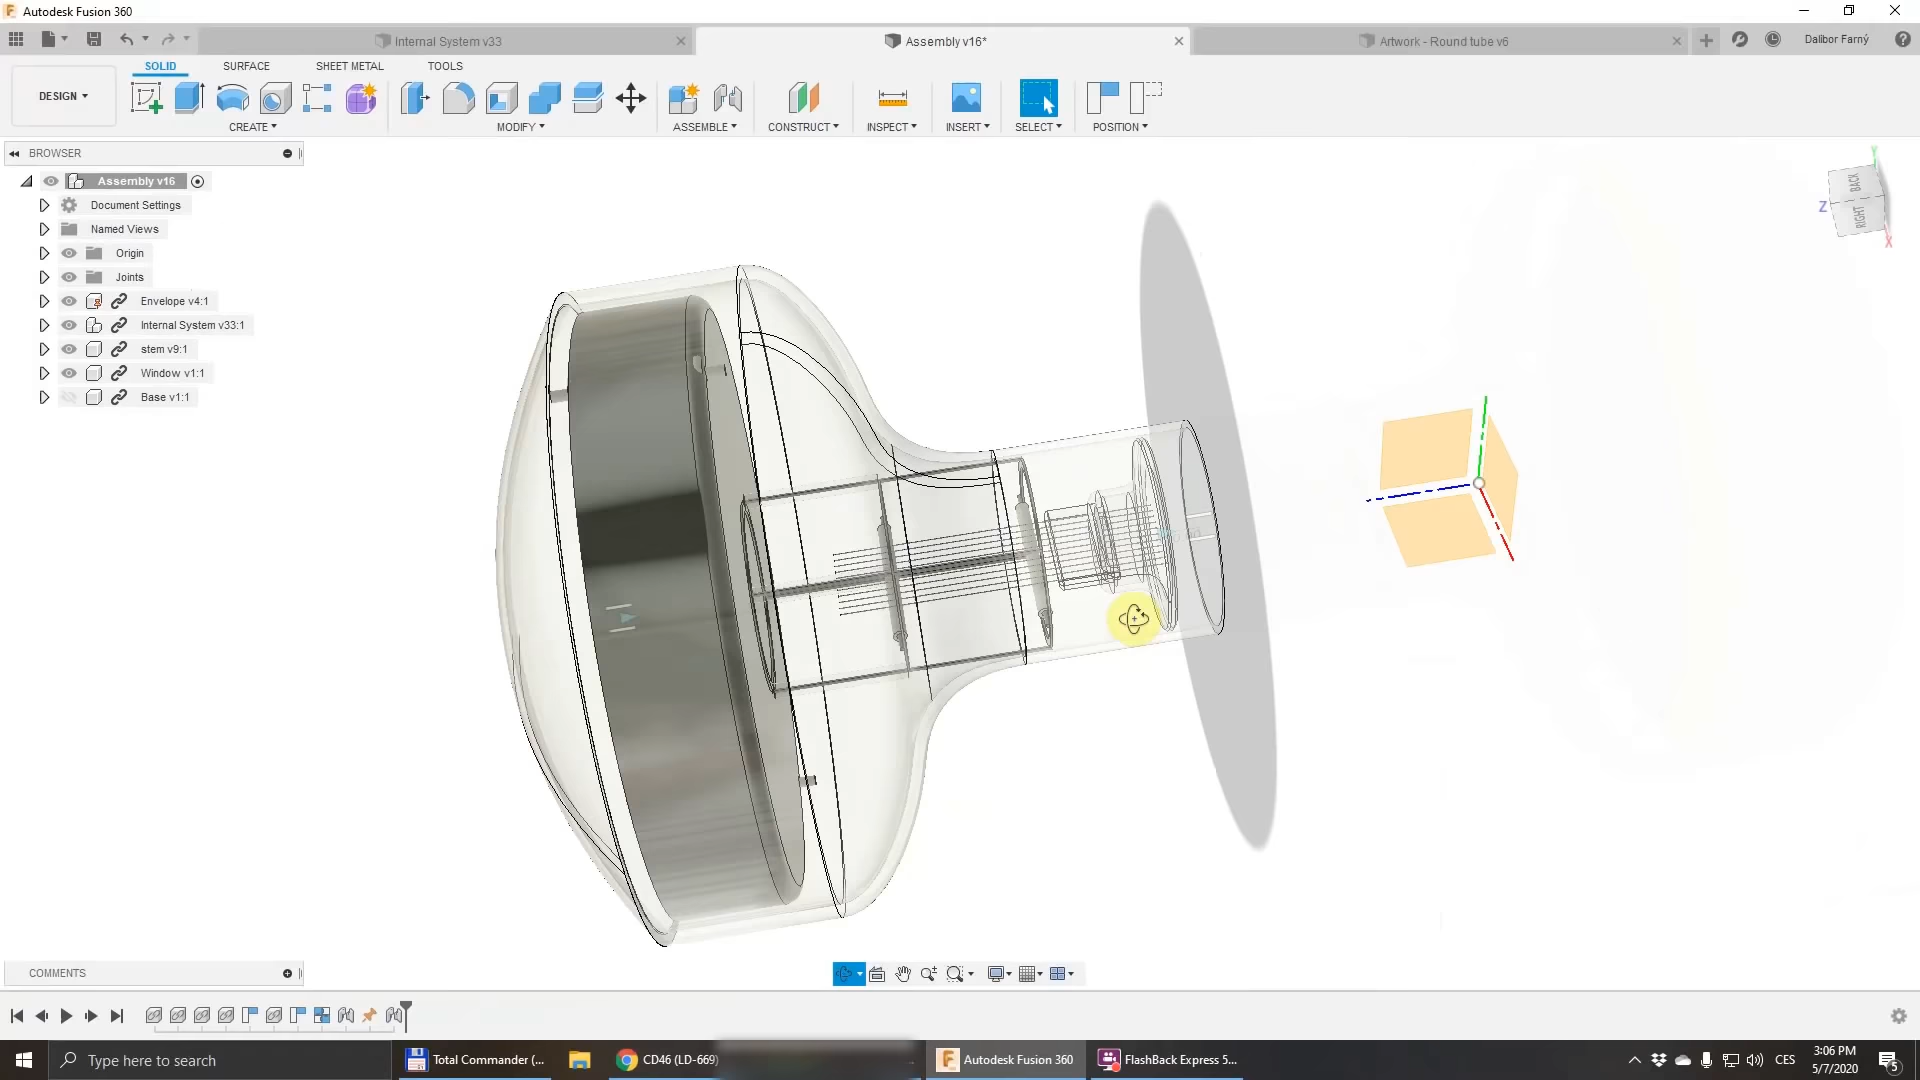 Autodesk Fusion 360
Internal System v33
Assembly v16*
Artwork - Round tube v6
Dalibor Farný
DESIGN
SOLID
SURFACE
SHEET METAL
TOOLS
CREATE
MODIFY
ASSEMBLE
CONSTRUCT
INSPECT
INSERT
SELECT
POSITION
BROWSER
Assembly v16
Document Settings
Named Views
Origin
Joints
Envelope v4:1
Internal System v33:1
stem v9:1
Window v1:1
Base v1:1
Y
BACK
Z
RIGHT
X
COMMENTS
Type here to search
Total Commander (...
CD46 (LD-669)
Autodesk Fusion 360
FlashBack Express 5...
CES
3:06 PM
5/7/2020
5